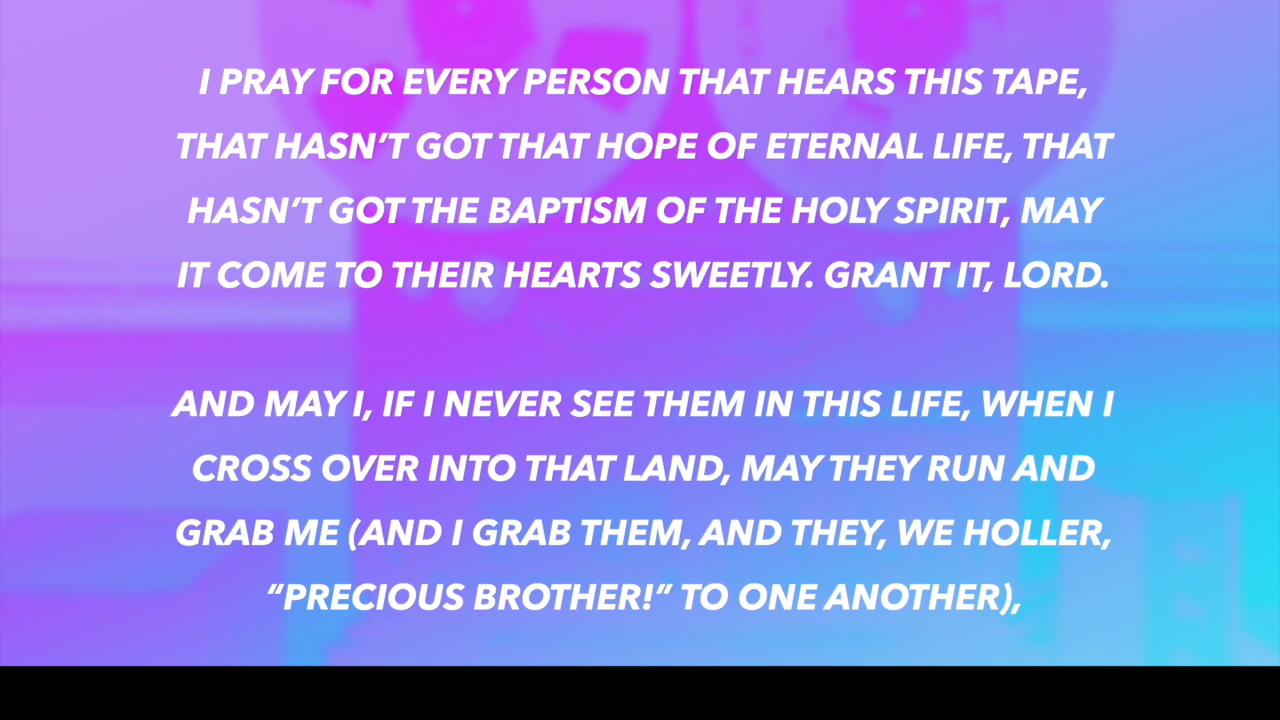 I PRAY FOR EVERY PERSON THAT HEARS THIS TAPE,
THAT HASN’T GOT THAT HOPE OF ETERNAL LIFE, THAT
HASN’T GOT THE BAPTISM OF THE HOLY SPIRIT, MAY
IT COME TO THEIR HEARTS SWEETLY. GRANT IT, LORD.
AND MAY I, IF I NEVER SEE THEM IN THIS LIFE, WHEN I
CROSS OVER INTO THAT LAND, MAY THEY RUN AND
GRAB ME (AND I GRAB THEM, AND THEY, WE HOLLER,
“PRECIOUS BROTHER!” TO ONE ANOTHER),